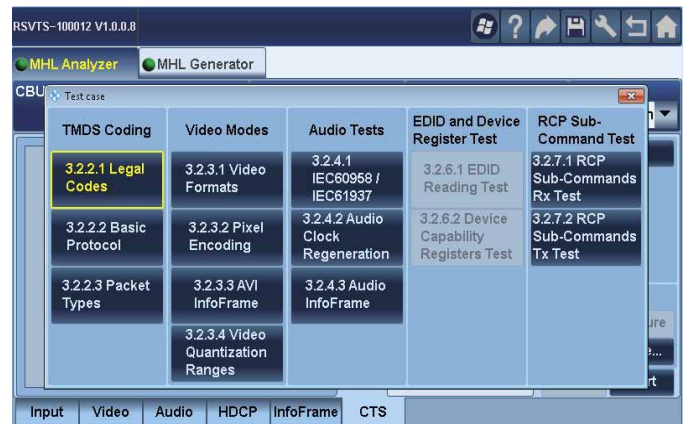 RSVTS-100012 V1.0.0.8
?
MHL Analyzer
MHL Generator
CBU
Test case
TMDS Coding
3.2.2.1 Legal
Codes
3.2.2.2 Basic
Protocol
3.2.2.3 Packet
Types
Video Modes
3.2.3.1 Video
Formats
3.2.3.2 Pixel
Encoding
3.2.3.3 AVI
InfoFrame
3.2.3.4 Video
Quantization
Ranges
Audio Tests
3.2.4.1
IEC60958 /
IEC61937
3.2.4.2 Audio
Clock
Regeneration
3.2.4.3 Audio
InfoFrame
EDID and Device
Register Test
3.2.6.1 EDID
Reading Test
3.2.6.2 Device
Capability
Registers Test
RCP Sub-
Command Test
3.2.7.1 RCP
Sub-Commands
Rx Test
3.2.7.2 RCP
Sub-Commands
Tx Test
Input
Video
Audio
HDCP
InfoFrame
CTS